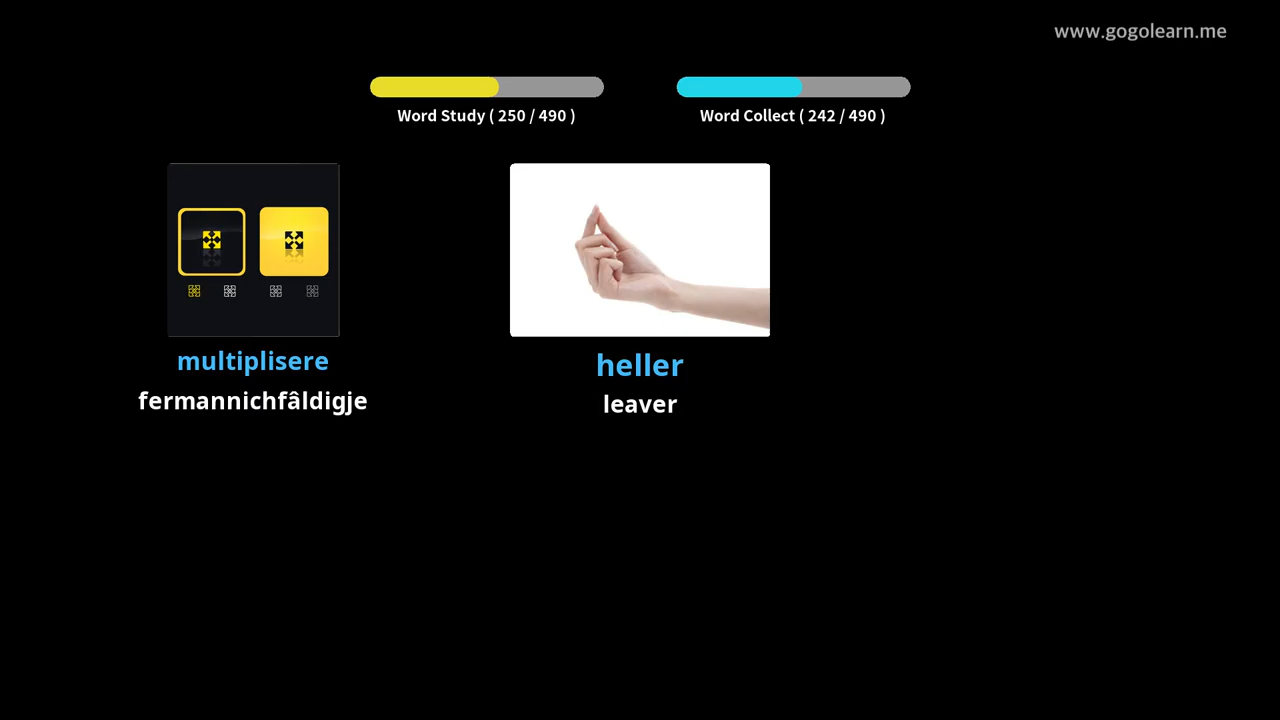 www.gogolearn.me
Word Study ( 250 / 490 )
Word Collect ( 242 / 490 )
multiplisere
fermannichfâldigje
heller
leaver